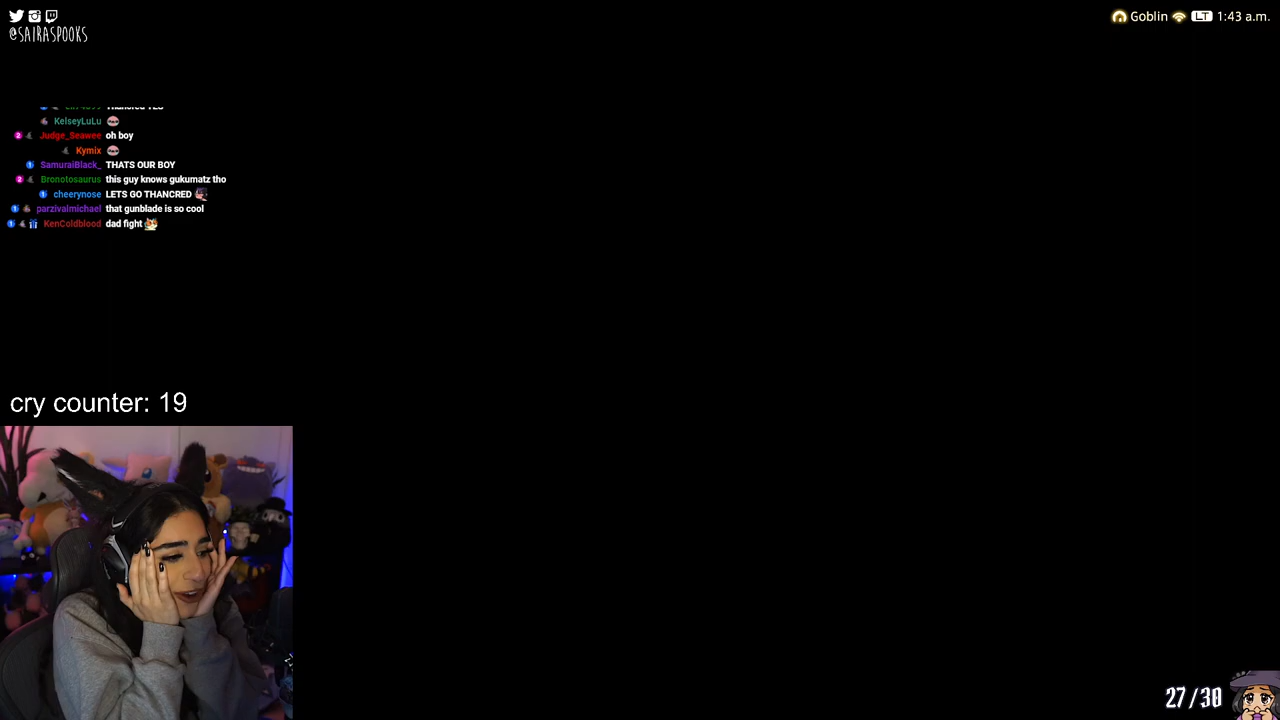 @SAIRASPOOKS
Goblin LT 1:43 a.m.
KelseyLuLu
2 Judge_Seawee oh boy
Kymix
SamuraiBlack_ THATS OUR BOY
2 Bronotosaurus this guy knows gukumatz tho
cheerynose LETS GO THANCRED
parzivalmichael that gunblade is so cool
KenColdblood dad fight
cry counter: 19
27/30